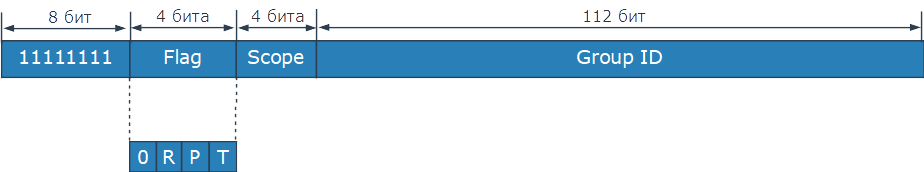 8 бит 4 бита 4 бита 112 бит
11111111 Flag Scope Group ID
0 R P T